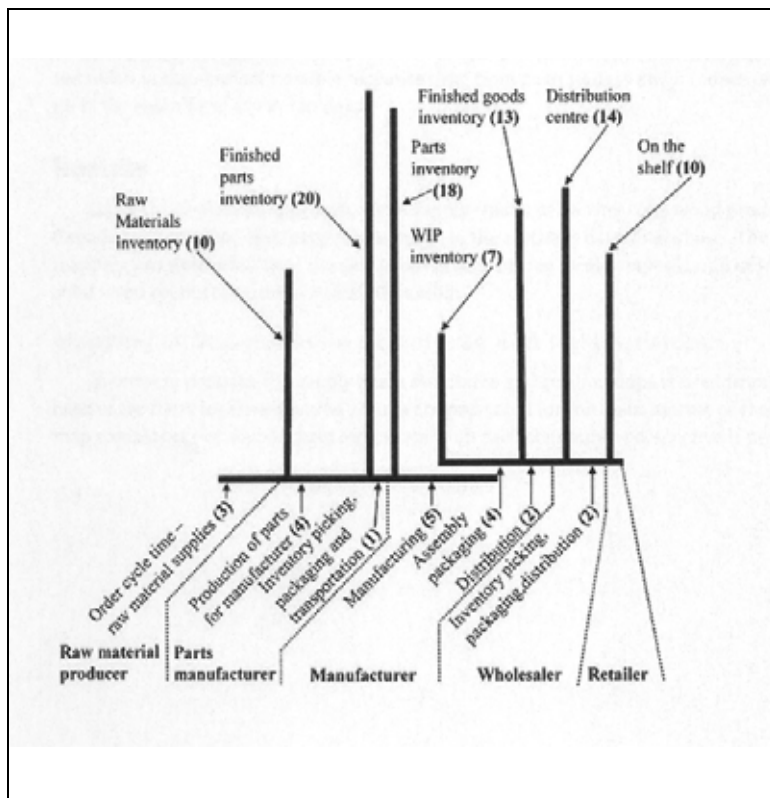 Finished goods
inventory (13)
Distribution
centre (14)
Finished
parts
inventory (20)
Parts
inventory
(18)
On the
shelf (10)
Raw
Materials
inventory (10)
WIP
inventory (7)
Order cycle time –
raw material supplies (3)
Production of parts
for manufacturer (4)
Inventory picking,
packaging and
transportation (1)
Manufacturing (5)
Assembly
packaging (4)
Distribution (2)
Inventory picking,
packaging,distribution (2)
Raw material
producer
Parts
manufacturer
Manufacturer
Wholesaler
Retailer